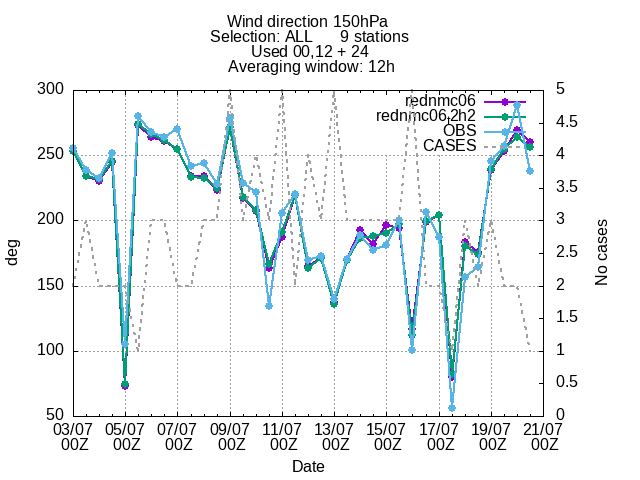 Wind direction 150hPa
Selection: ALL 9 stations
Used 00,12 + 24
Averaging window: 12h
rednmc06
rednmc06,2h2
OBS
CASES
300
250
200
150
100
50
deg
5
4.5
4
3.5
3
2.5
2
1.5
1
0.5
0
No cases
03/07 05/07 07/07 09/07 11/07 13/07 15/07 17/07 19/07 21/07
00Z 00Z 00Z 00Z 00Z 00Z 00Z 00Z 00Z 00Z
Date